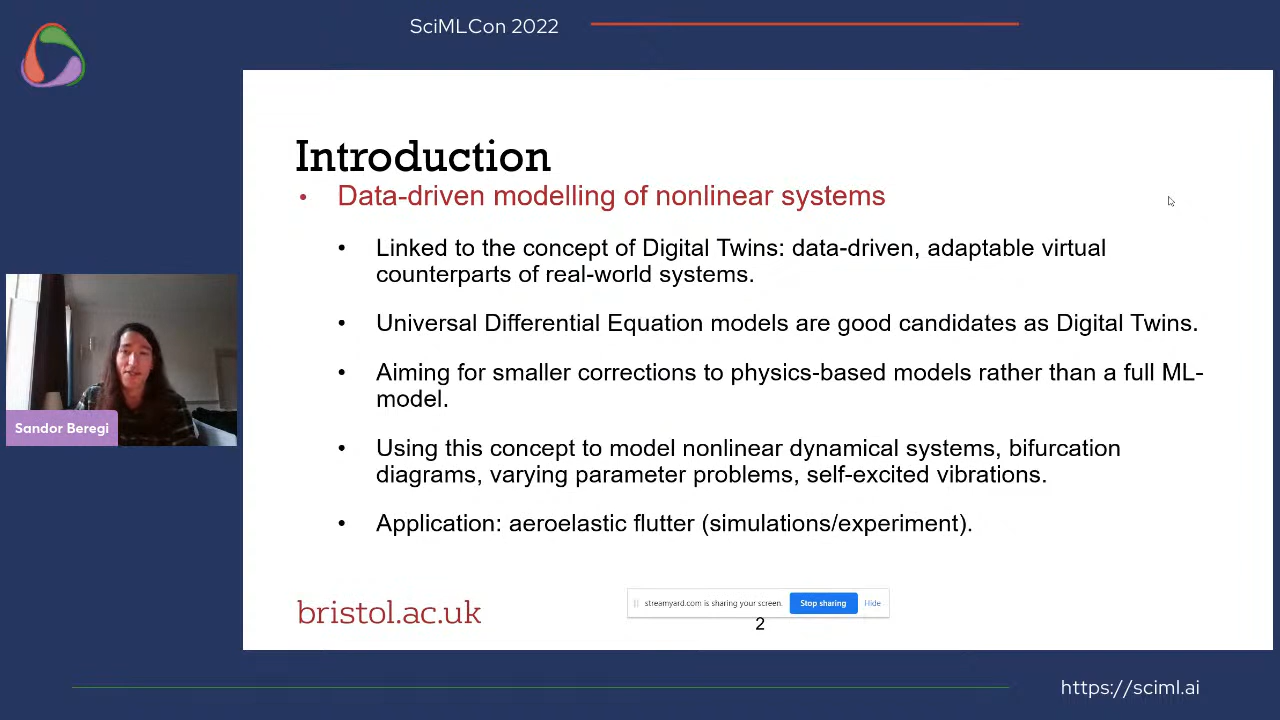 SciMLCon 2022
Introduction
• Data-driven modelling of nonlinear systems
• Linked to the concept of Digital Twins: data-driven, adaptable virtual
counterparts of real-world systems.
• Universal Differential Equation models are good candidates as Digital Twins.
• Aiming for smaller corrections to physics-based models rather than a full ML-
model.
• Using this concept to model nonlinear dynamical systems, bifurcation
diagrams, varying parameter problems, self-excited vibrations.
• Application: aeroelastic flutter (simulations/experiment).
Sandor Beregi
bristol.ac.uk
streamyard.com is sharing your screen. Stop sharing Hide
2
https://sciml.ai